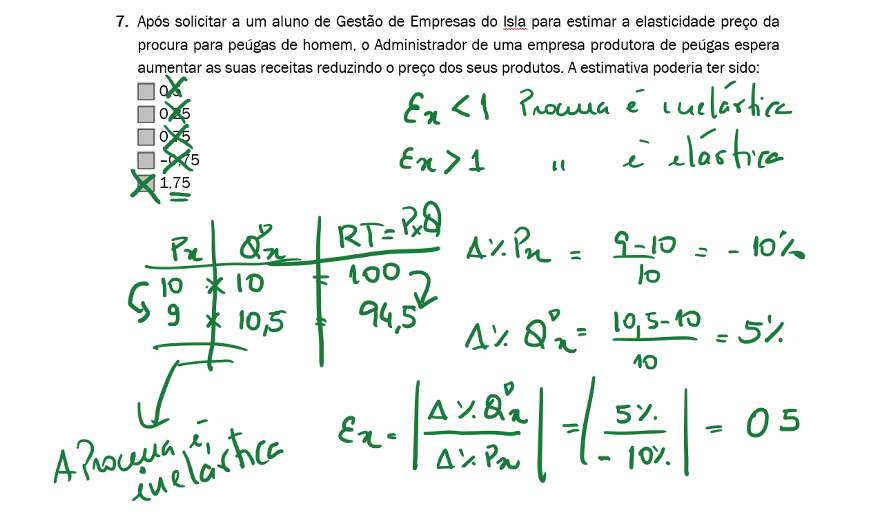 7. Após solicitar a um aluno de Gestão de Empresas do Isla para estimar a elasticidade preço da
procura para peúgas de homem, o Administrador de uma empresa produtora de peúgas espera
aumentar as suas receitas reduzindo o preço dos seus produtos. A estimativa poderia ter sido:
0,25
-0,75
1,75
Ex < 1 Procura é inelástica
Ex > 1 " é elástica
Px QDx RT = PxQ
10 × 10 = 100
9 × 10,5 = 94,5
Δ% Px = 9-10/10 = - 10%
Δ% QDx = 10,5-10/10 = 5%
Ex = |Δ% QDx / Δ% Px| = |5% / - 10%| = 0 5
A Procura é,
inelástica